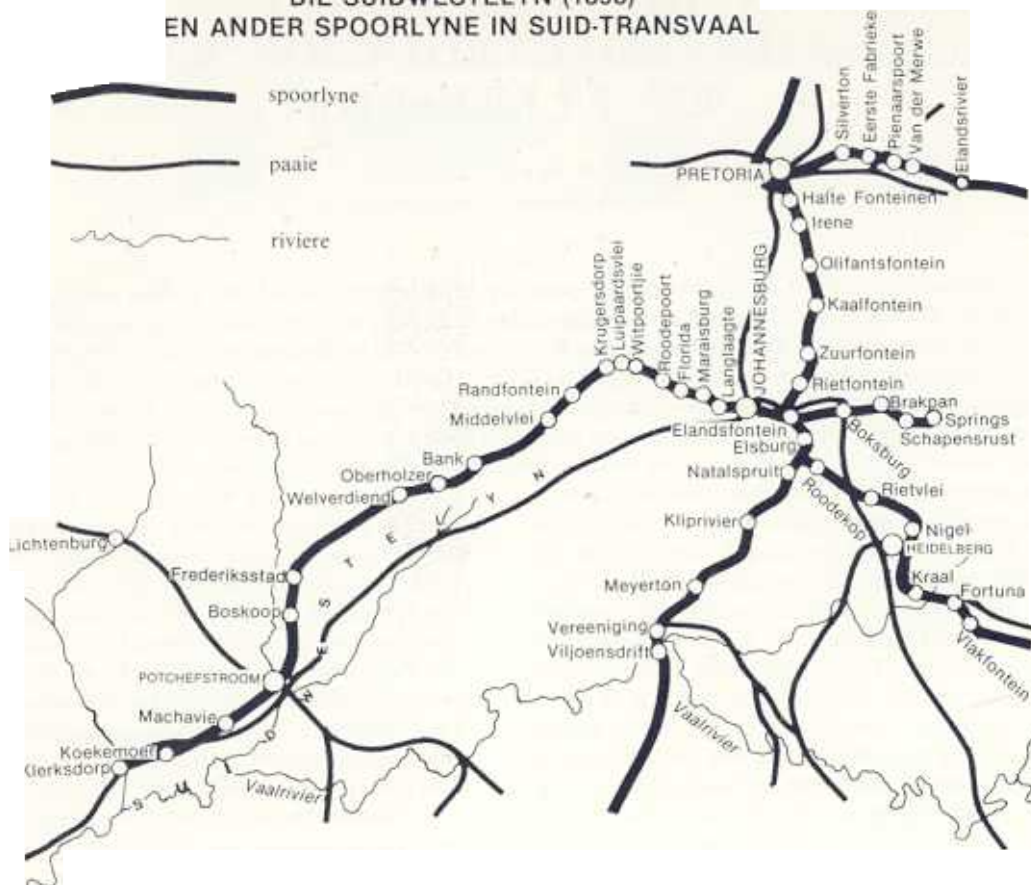 EN ANDER SPOORLYNE IN SUID-TRANSVAAL
spoorlyne
paaie
riviere
Silverton
Eerste Fabrieke
Pienaarspoort
Van der Merwe
Elandsrivier
PRETORIA
Halte Fonteinen
Irene
Olifantsfontein
Kaalfontein
Zuurfontein
Rietfontein
Krugersdorp
Luipaardsvlei
Witpoortjie
Roodepoort
Florida
Maraisburg
Langlaagte
JOHANNESBURG
Randfontein
Middelvlei
Bank
Oberholzer
Welverdiend
Elandsfontein
Elsburg
Boksburg
Brakpan
Springs
Schapensrust
Natalspruit
Roodekop
Rietvlei
Nigel
HEIDELBERG
Kraal
Fortuna
Vlakfontein
Kliprivier
Meyerton
Vereeniging
Viljoensdrift
Vaalrivier
Lichtenburg
Frederiksstad
Boskoop
POTCHEFSTROOM
Machavie
Koekemoer
Klerksdorp
Vaalrivier
SUIDWESTELYN